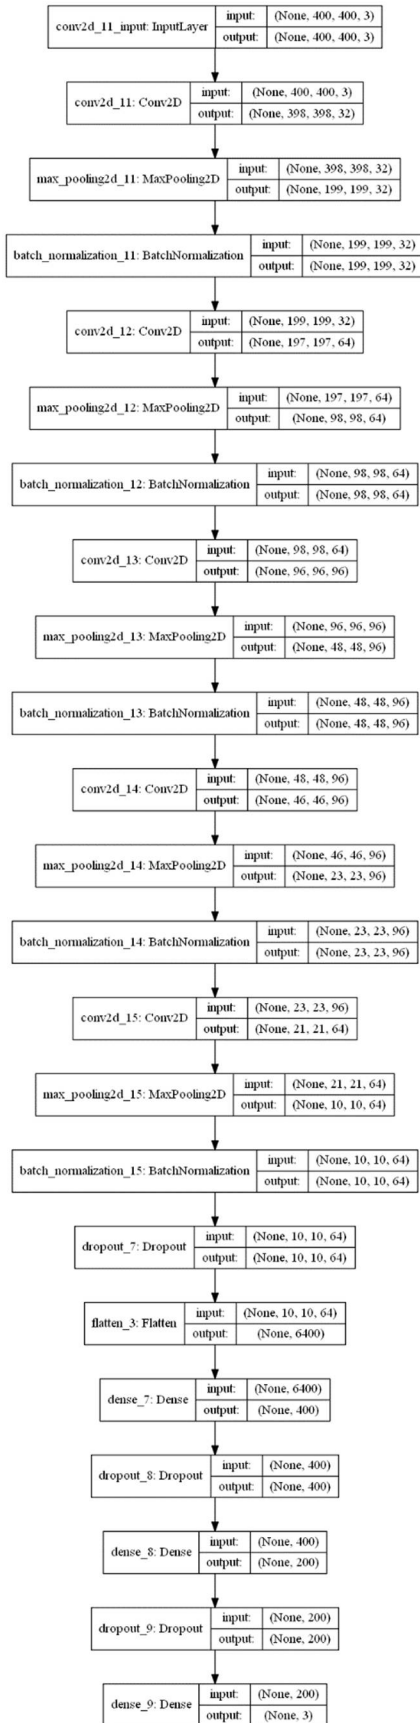 conv2d_11_input: InputLayer input: (None, 400, 400, 3)
output: (None, 400, 400, 3)
conv2d_11: Conv2D input: (None, 400, 400, 3)
output: (None, 398, 398, 32)
max_pooling2d_11: MaxPooling2D input: (None, 398, 398, 32)
output: (None, 199, 199, 32)
batch_normalization_11: BatchNormalization input: (None, 199, 199, 32)
output: (None, 199, 199, 32)
conv2d_12: Conv2D input: (None, 199, 199, 32)
output: (None, 197, 197, 64)
max_pooling2d_12: MaxPooling2D input: (None, 197, 197, 64)
output: (None, 98, 98, 64)
batch_normalization_12: BatchNormalization input: (None, 98, 98, 64)
output: (None, 98, 98, 64)
conv2d_13: Conv2D input: (None, 98, 98, 64)
output: (None, 96, 96, 96)
max_pooling2d_13: MaxPooling2D input: (None, 96, 96, 96)
output: (None, 48, 48, 96)
batch_normalization_13: BatchNormalization input: (None, 48, 48, 96)
output: (None, 48, 48, 96)
conv2d_14: Conv2D input: (None, 48, 48, 96)
output: (None, 46, 46, 96)
max_pooling2d_14: MaxPooling2D input: (None, 46, 46, 96)
output: (None, 23, 23, 96)
batch_normalization_14: BatchNormalization input: (None, 23, 23, 96)
output: (None, 23, 23, 96)
conv2d_15: Conv2D input: (None, 23, 23, 96)
output: (None, 21, 21, 64)
max_pooling2d_15: MaxPooling2D input: (None, 21, 21, 64)
output: (None, 10, 10, 64)
batch_normalization_15: BatchNormalization input: (None, 10, 10, 64)
output: (None, 10, 10, 64)
dropout_7: Dropout input: (None, 10, 10, 64)
output: (None, 10, 10, 64)
flatten_3: Flatten input: (None, 10, 10, 64)
output: (None, 6400)
dense_7: Dense input: (None, 6400)
output: (None, 400)
dropout_8: Dropout input: (None, 400)
output: (None, 400)
dense_8: Dense input: (None, 400)
output: (None, 200)
dropout_9: Dropout input: (None, 200)
output: (None, 200)
dense_9: Dense input: (None, 200)
output: (None, 3)